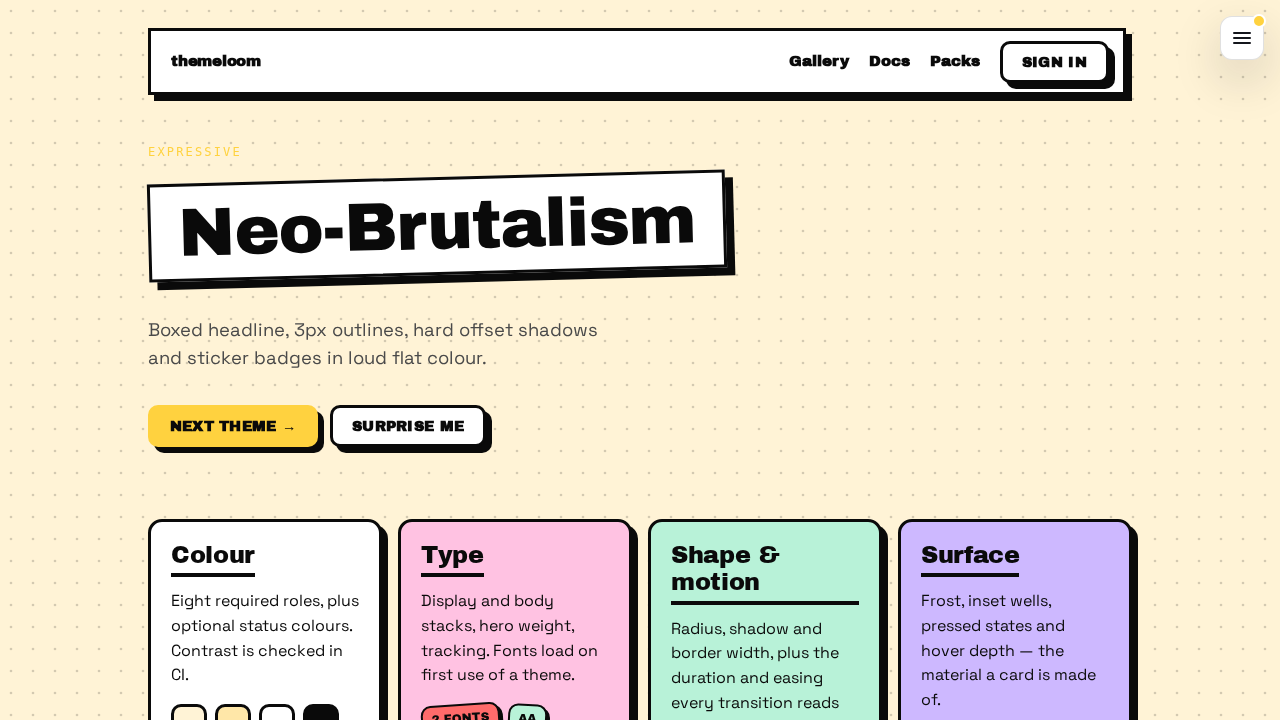 themeloom
Gallery Docs Packs SIGN IN
EXPRESSIVE
Neo-Brutalism
Boxed headline, 3px outlines, hard offset shadows
and sticker badges in loud flat colour.
NEXT THEME → SURPRISE ME
Colour
Eight required roles, plus
optional status colours.
Contrast is checked in
CI.
Type
Display and body
stacks, hero weight,
tracking. Fonts load on
first use of a theme.
2 FONTS AA
Shape &
motion
Radius, shadow and
border width, plus the
duration and easing
every transition reads
Surface
Frost, inset wells,
pressed states and
hover depth — the
material a card is made
of.